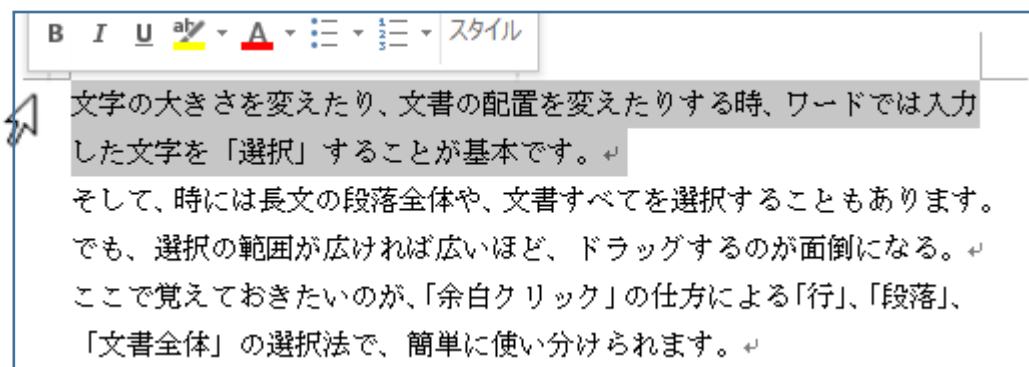 B I U aby A スタイル
文字の大きさを変えたり、文書の配置を変えたりする時、ワードでは入力
した文字を「選択」することが基本です。↵
そして、時には長文の段落全体や、文書すべてを選択することもあります。
でも、選択の範囲が広ければ広いほど、ドラッグするのが面倒になる。↵
ここで覚えておきたいのが、「余白クリック」の仕方による「行」、「段落」、
「文書全体」の選択法で、簡単に使い分けられます。↵